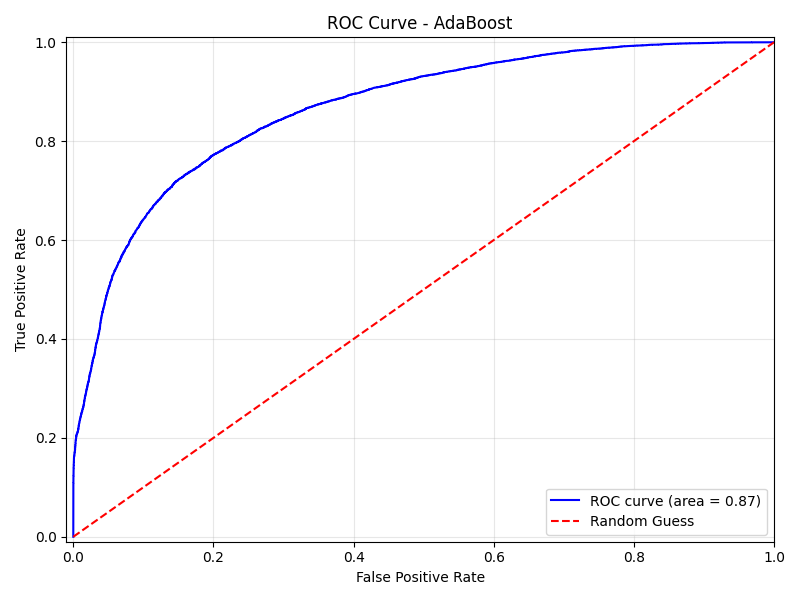 ROC Curve - AdaBoost
True Positive Rate
1.0
0.8
0.6
0.4
0.2
0.0
ROC curve (area = 0.87)
Random Guess
0.0 0.2 0.4 0.6 0.8 1.0
False Positive Rate